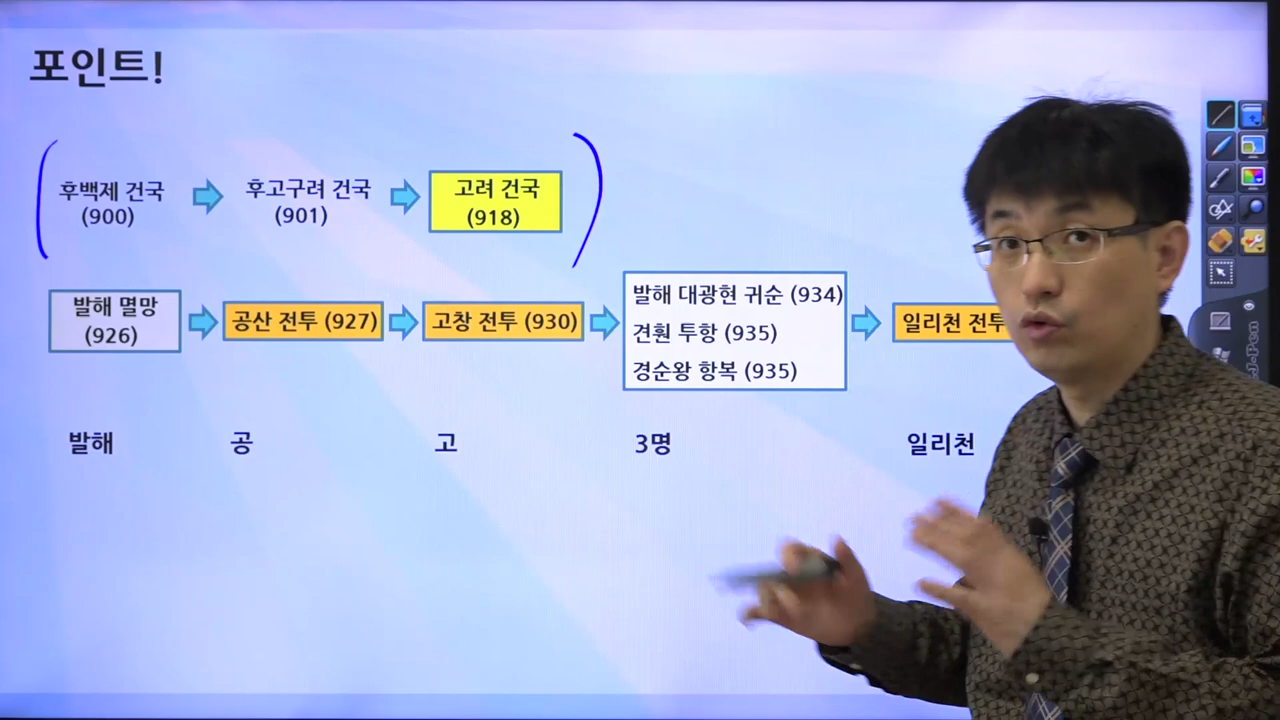 포인트!
후백제 건국
(900)
후고구려 건국
(901)
고려 건국
(918)
발해 멸망
(926)
공산 전투 (927)
고창 전투 (930)
발해 대광현 귀순 (934)
견훤 투항 (935)
경순왕 항복 (935)
일리천 전투
발해
공
고
3명
일리천